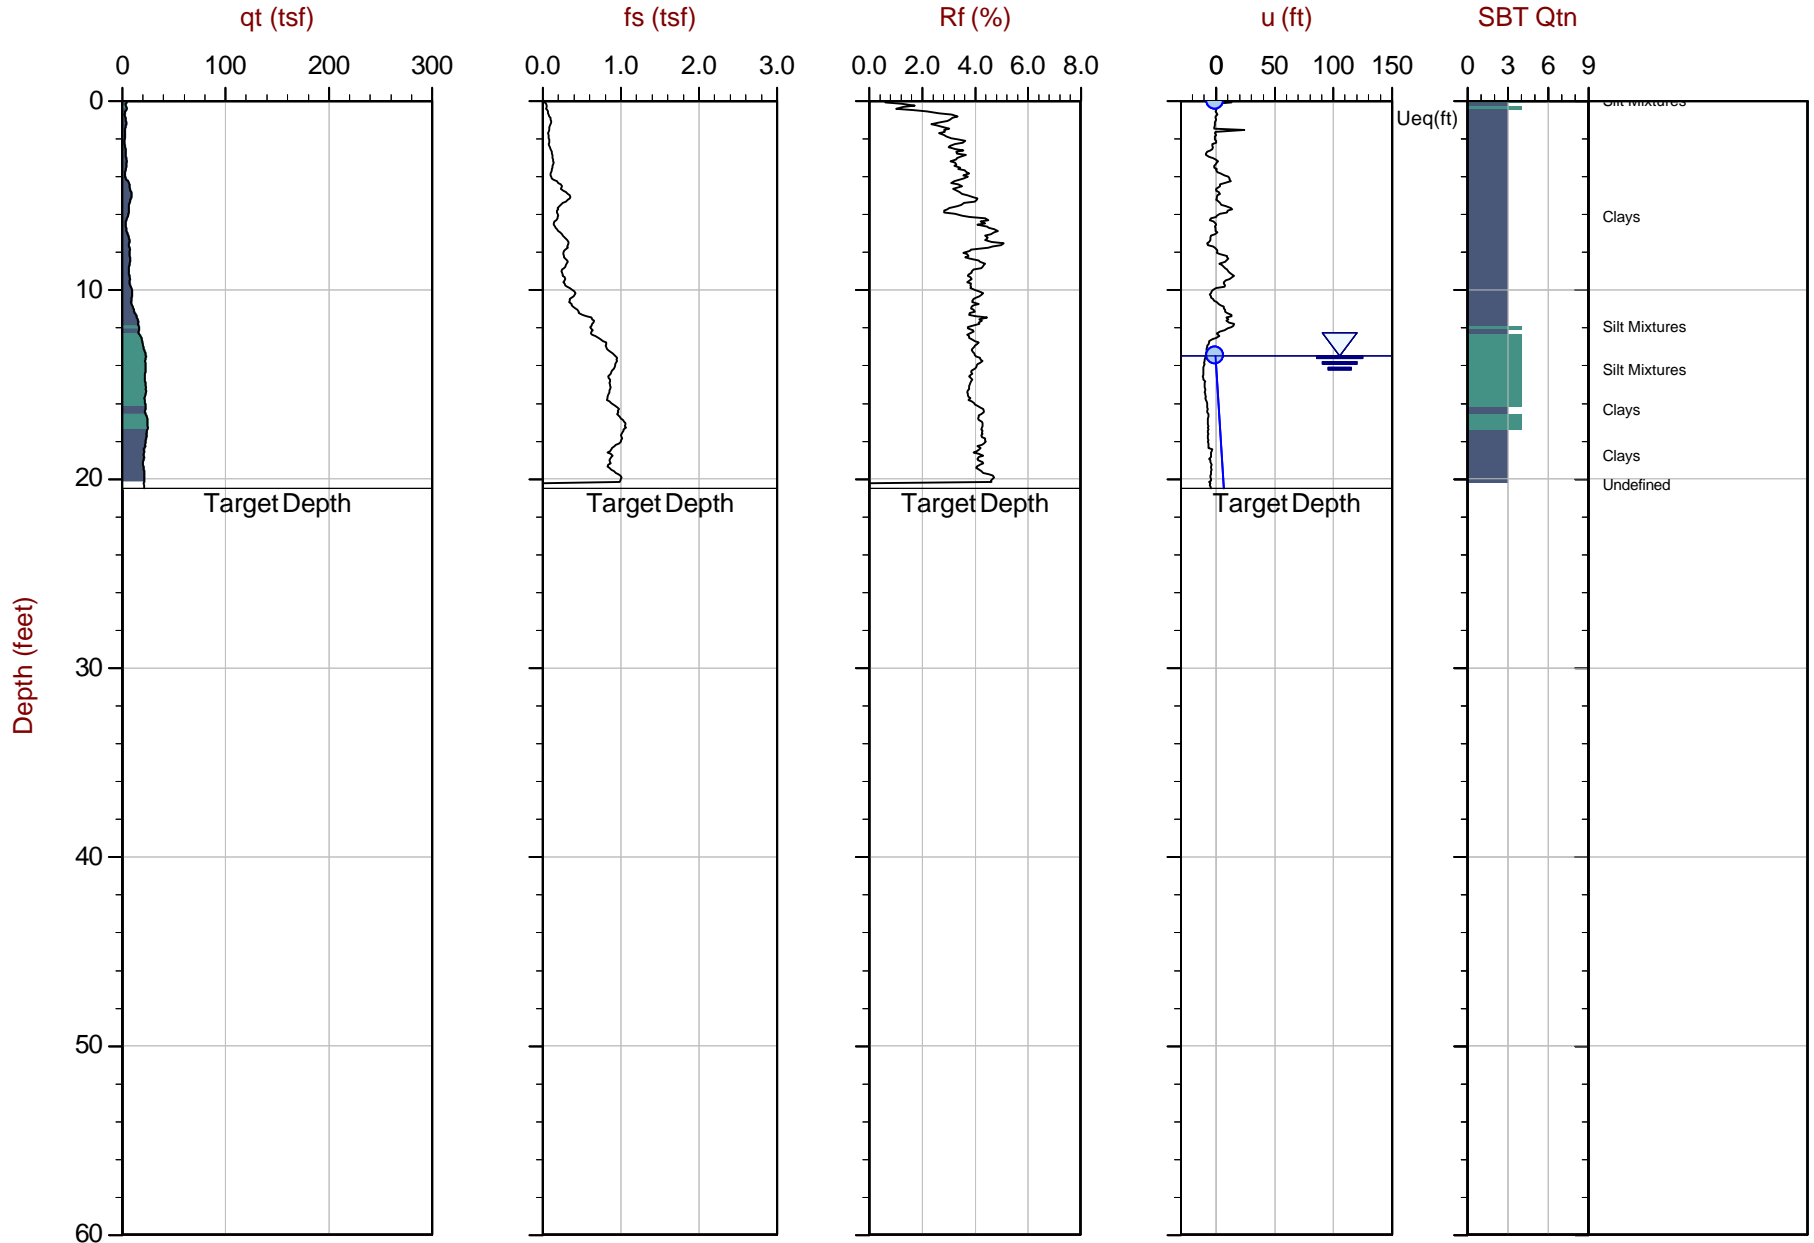 qt (tsf)
fs (tsf)
Rf (%)
u (ft)
SBT Qtn
0 100 200 300
0.0 1.0 2.0 3.0
0.0 2.0 4.0 6.0 8.0
0 50 100 150
0 3 6 9
0
10
20
30
40
50
60
Depth (feet)
Ueq(ft)
Silt Mixtures
Clays
Silt Mixtures
Silt Mixtures
Clays
Clays
Undefined
Target Depth
Target Depth
Target Depth
Target Depth